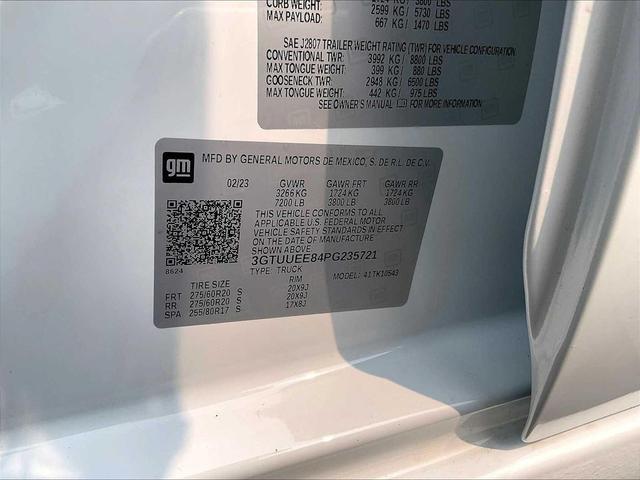 CURB WEIGHT: 2599 KG/ 5730 LBS
MAX PAYLOAD: 667 KG/ 1470 LBS
SAE J2807 TRAILER WEIGHT RATING (TWR) FOR VEHICLE CONFIGURATION
CONVENTIONAL TWR: 3992 KG/ 8800 LBS
MAX TONGUE WEIGHT: 399 KG/ 880 LBS
GOOSENECK TWR: 2948 KG/ 6500 LBS
MAX TONGUE WEIGHT: 442 KG/ 975 LBS
SEE OWNER'S MANUAL FOR MORE INFORMATION
gm MFD BY GENERAL MOTORS DE MEXICO, S. DE R.L. DE C.V.
02/23 GVWR GAWR FRT GAWR RR
3266 KG 1724 KG 1724 KG
7200 LB 3800 LB 3800 LB
THIS VEHICLE CONFORMS TO ALL
APPLICABLE U.S. FEDERAL MOTOR
VEHICLE SAFETY STANDARDS IN EFFECT
ON THE DATE OF MANUFACTURE
SHOWN ABOVE.
3GTUUEE84PG235721
8624 TYPE: TRUCK MODEL: 41TK10543
TIRE SIZE RIM
FRT 275/60R20 S 20X9J
RR 275/60R20 S 20X9J
SPA 255/80R17 S 17X8J